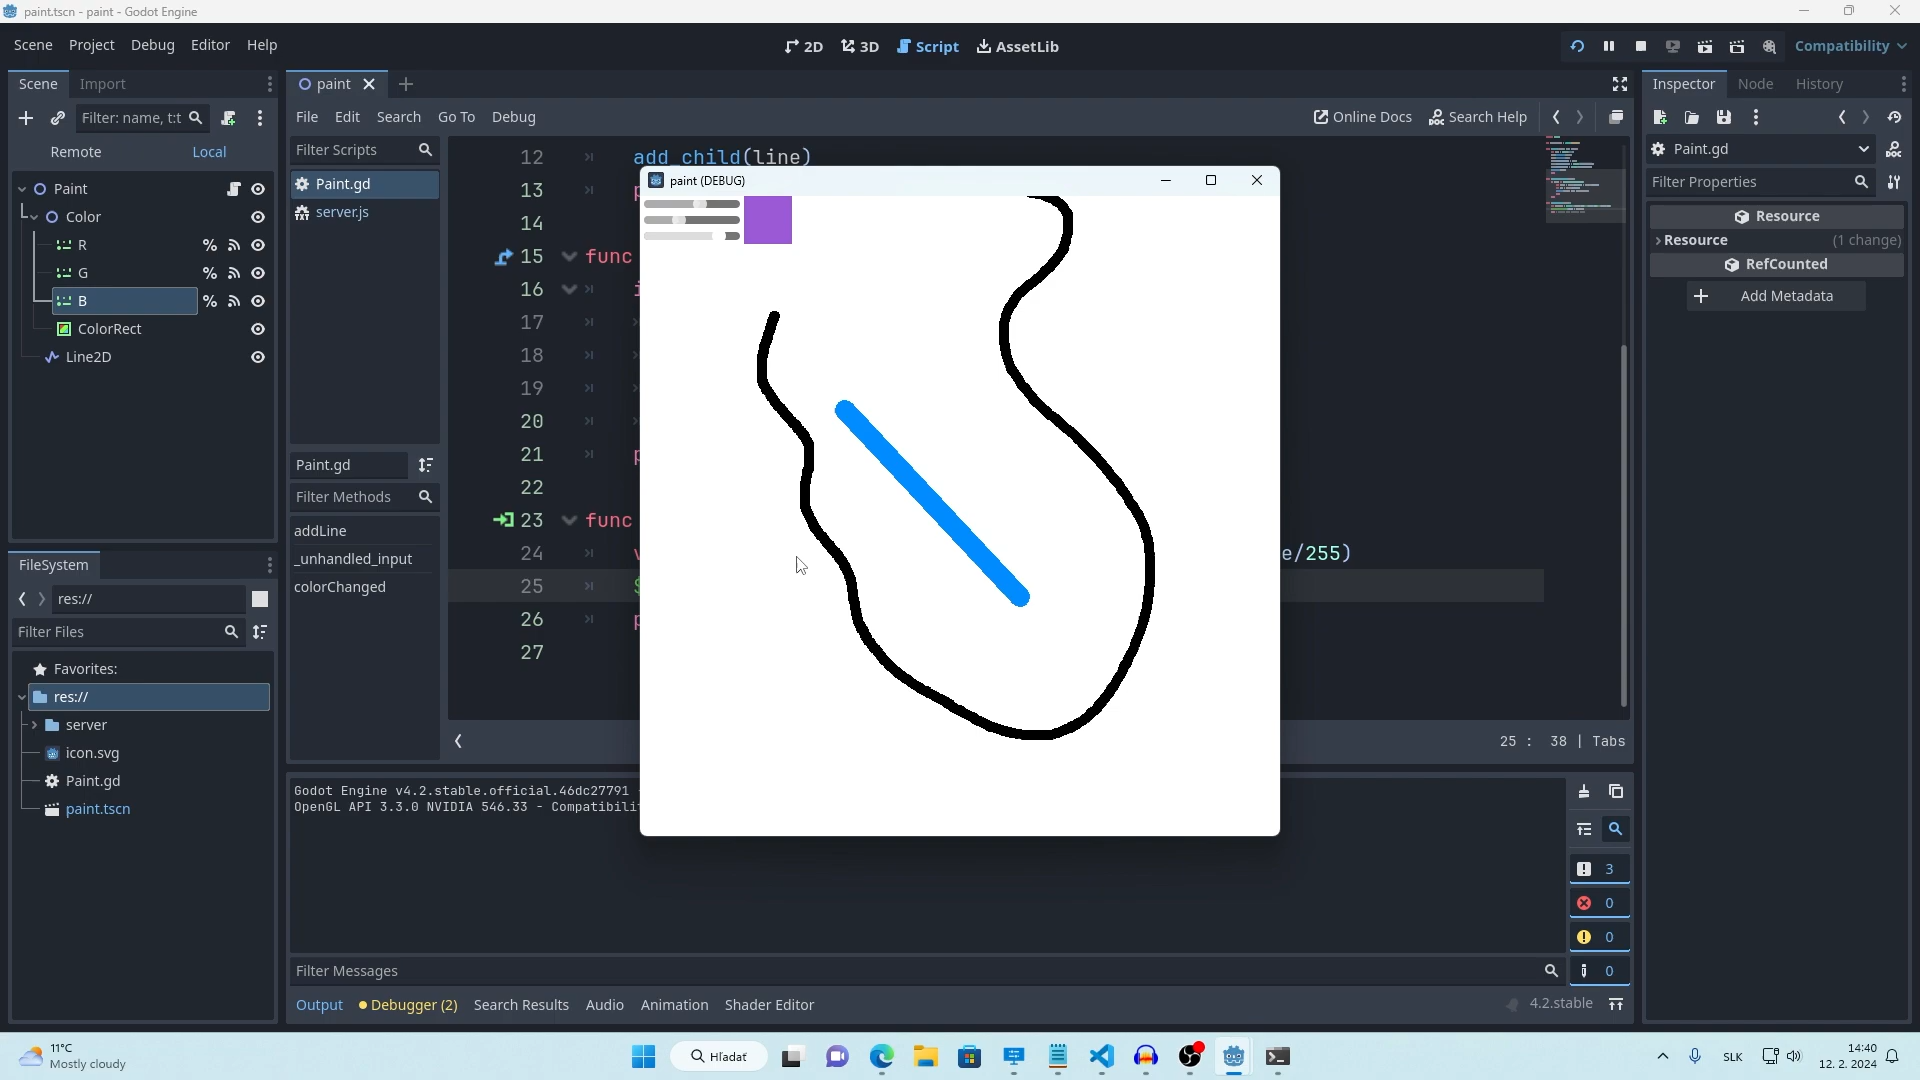 paint.tscn - paint - Godot Engine
Scene Project Debug Editor Help
2D 3D Script AssetLib
Compatibility
Scene Import
paint
Inspector Node History
Filter: name, t:t
File Edit Search Go To Debug
Online Docs Search Help
Remote Local
Filter Scripts
Paint.gd
Filter Properties
Paint
Color
R
G
B
ColorRect
Line2D
Paint.gd
server.js
Paint.gd
Filter Methods
addLine
_unhandled_input
colorChanged
12 add_child(line)
13
14
15 func
16
17
18
19
20
21
22
23 func
24 e/255)
25
26
27
paint (DEBUG)
25 : 38 | Tabs
Resource
Resource (1 change)
RefCounted
Add Metadata
FileSystem
res://
Filter Files
Favorites:
res://
server
icon.svg
Paint.gd
paint.tscn
Godot Engine v4.2.stable.official.46dc27791
OpenGL API 3.3.0 NVIDIA 546.33 - Compatibili
3
0
0
0
Filter Messages
Output Debugger (2) Search Results Audio Animation Shader Editor
4.2.stable
11°C
Mostly cloudy
Hľadať
SLK
14:40
12. 2. 2024